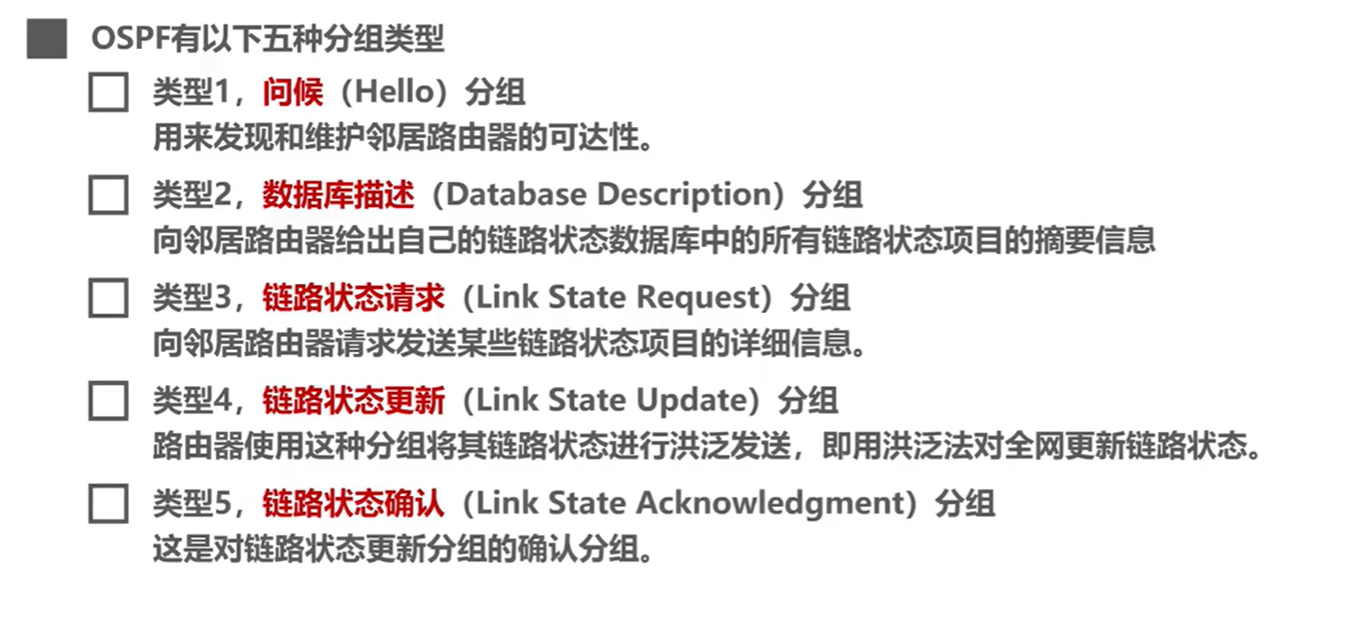 OSPF有以下五种分组类型
类型1，问候（Hello）分组
用来发现和维护邻居路由器的可达性。
类型2，数据库描述（Database Description）分组
向邻居路由器给出自己的链路状态数据库中的所有链路状态项目的摘要信息
类型3，链路状态请求（Link State Request）分组
向邻居路由器请求发送某些链路状态项目的详细信息。
类型4，链路状态更新（Link State Update）分组
路由器使用这种分组将其链路状态进行洪泛发送，即用洪泛法对全网更新链路状态。
类型5，链路状态确认（Link State Acknowledgment）分组
这是对链路状态更新分组的确认分组。